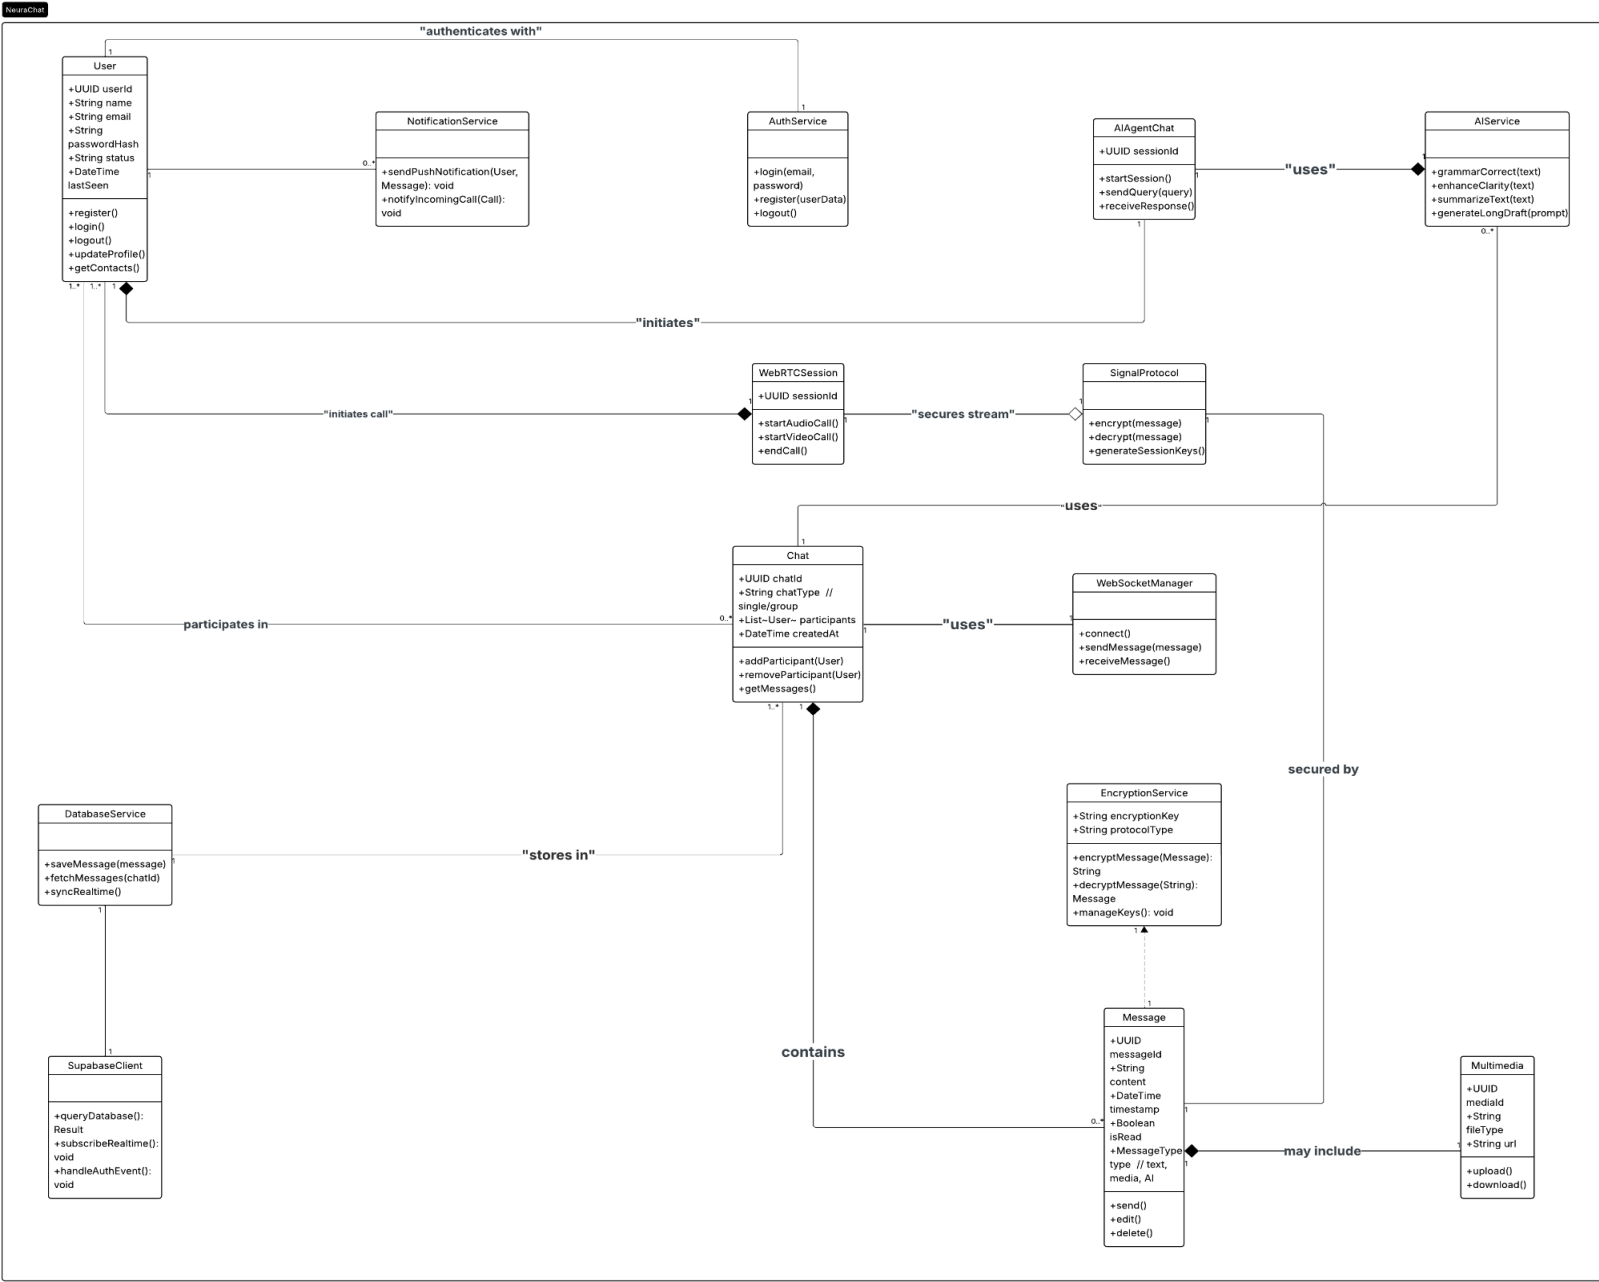 NeuraChat
"authenticates with"
1
User
+UUID userId
+String name
+String email
+String
passwordHash
+String status
+DateTime
lastSeen
+register()
+login()
+logout()
+updateProfile()
+getContacts()
1
0..*
NotificationService
+sendPushNotification(User,
Message): void
+notifyIncomingCall(Call):
void
1
AuthService
+login(email,
password)
+register(userData)
+logout()
AIAgentChat
+UUID sessionId
+startSession()
+sendQuery(query)
+receiveResponse()
1
"uses"
1
AIService
+grammarCorrect(text)
+enhanceClarity(text)
+summarizeText(text)
+generateLongDraft(prompt)
1
0..*
1..*
1..*
1
"initiates"
WebRTCSession
+UUID sessionId
+startAudioCall()
+startVideoCall()
+endCall()
"initiates call"
1
1
"secures stream"
1
SignalProtocol
+encrypt(message)
+decrypt(message)
+generateSessionKeys()
1
"uses"
1
Chat
+UUID chatId
+String chatType  //
single/group
+List~User~ participants
+DateTime createdAt
+addParticipant(User)
+removeParticipant(User)
+getMessages()
participates in
0..*
1
"uses"
1
WebSocketManager
+connect()
+sendMessage(message)
+receiveMessage()
1..*
1
secured by
DatabaseService
+saveMessage(message)
+fetchMessages(chatId)
+syncRealtime()
1
"stores in"
EncryptionService
+String encryptionKey
+String protocolType
+encryptMessage(Message):
String
+decryptMessage(String):
Message
+manageKeys(): void
1
1
1
1
SupabaseClient
+queryDatabase():
Result
+subscribeRealtime():
void
+handleAuthEvent():
void
contains
0..*
Message
+UUID
messageId
+String
content
+DateTime
timestamp
+Boolean
isRead
+MessageType
type  // text,
media, AI
+send()
+edit()
+delete()
1
1
may include
1
Multimedia
+UUID
mediaId
+String
fileType
+String url
+upload()
+download()